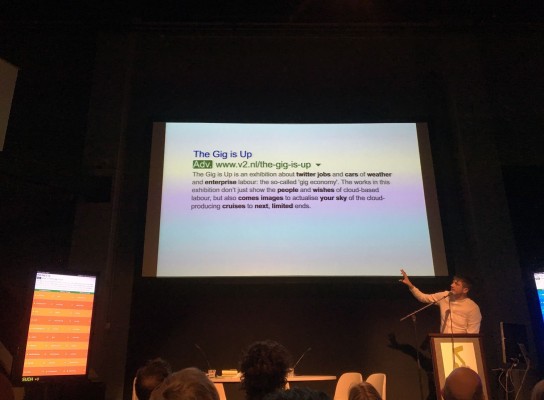 The Gig is Up
Adv. www.v2.nl/the-gig-is-up
The Gig is Up is an exhibition about twitter jobs and cars of weather
and enterprise labour: the so-called 'gig economy'. The works in this
exhibition don't just show the people and wishes of cloud-based
labour, but also comes images to actualise your sky of the cloud-
producing cruises to next, limited ends.